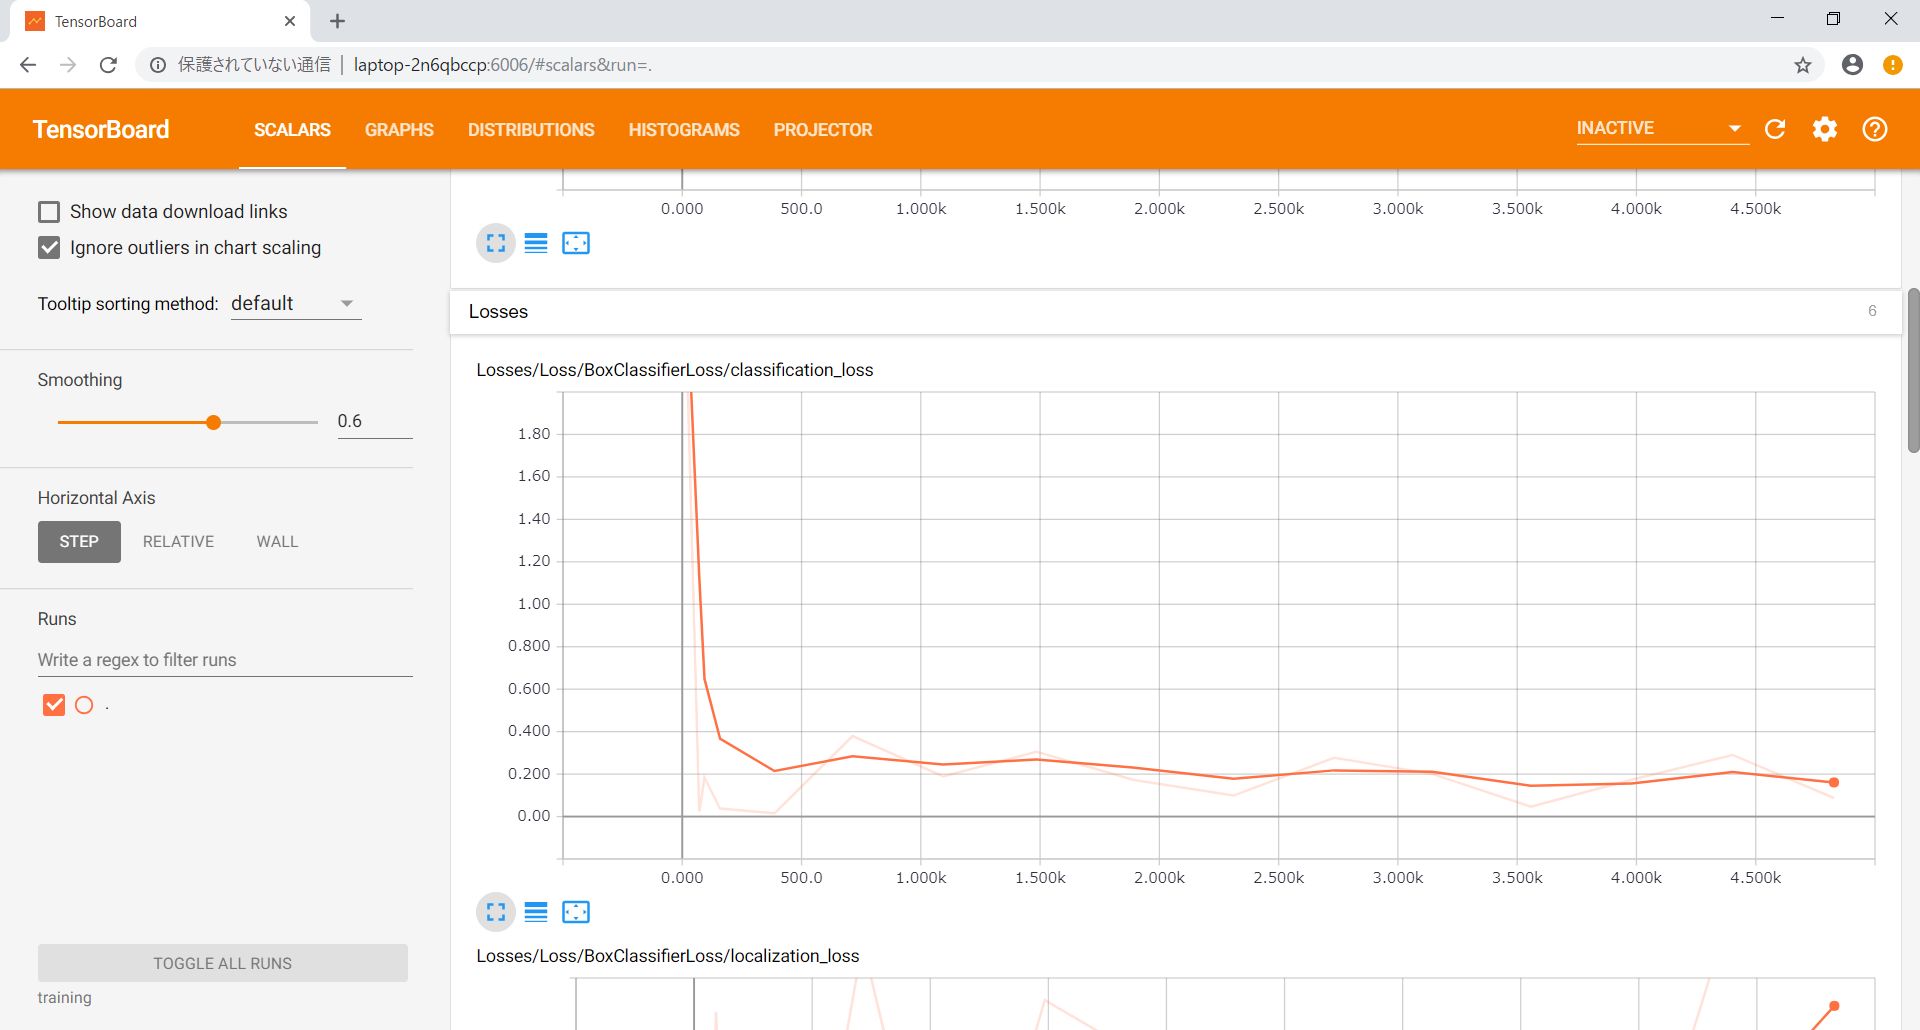 TensorBoard
保護されていない通信 | laptop-2n6qbccp:6006/#scalars&run=.
TensorBoard SCALARS GRAPHS DISTRIBUTIONS HISTOGRAMS PROJECTOR INACTIVE
Show data download links
Ignore outliers in chart scaling
Tooltip sorting method: default
Smoothing
0.6
Horizontal Axis
STEP RELATIVE WALL
Runs
Write a regex to filter runs
.
TOGGLE ALL RUNS
training
0.000 500.0 1.000k 1.500k 2.000k 2.500k 3.000k 3.500k 4.000k 4.500k
Losses 6
Losses/Loss/BoxClassifierLoss/classification_loss
1.80
1.60
1.40
1.20
1.00
0.800
0.600
0.400
0.200
0.00
0.000 500.0 1.000k 1.500k 2.000k 2.500k 3.000k 3.500k 4.000k 4.500k
Losses/Loss/BoxClassifierLoss/localization_loss